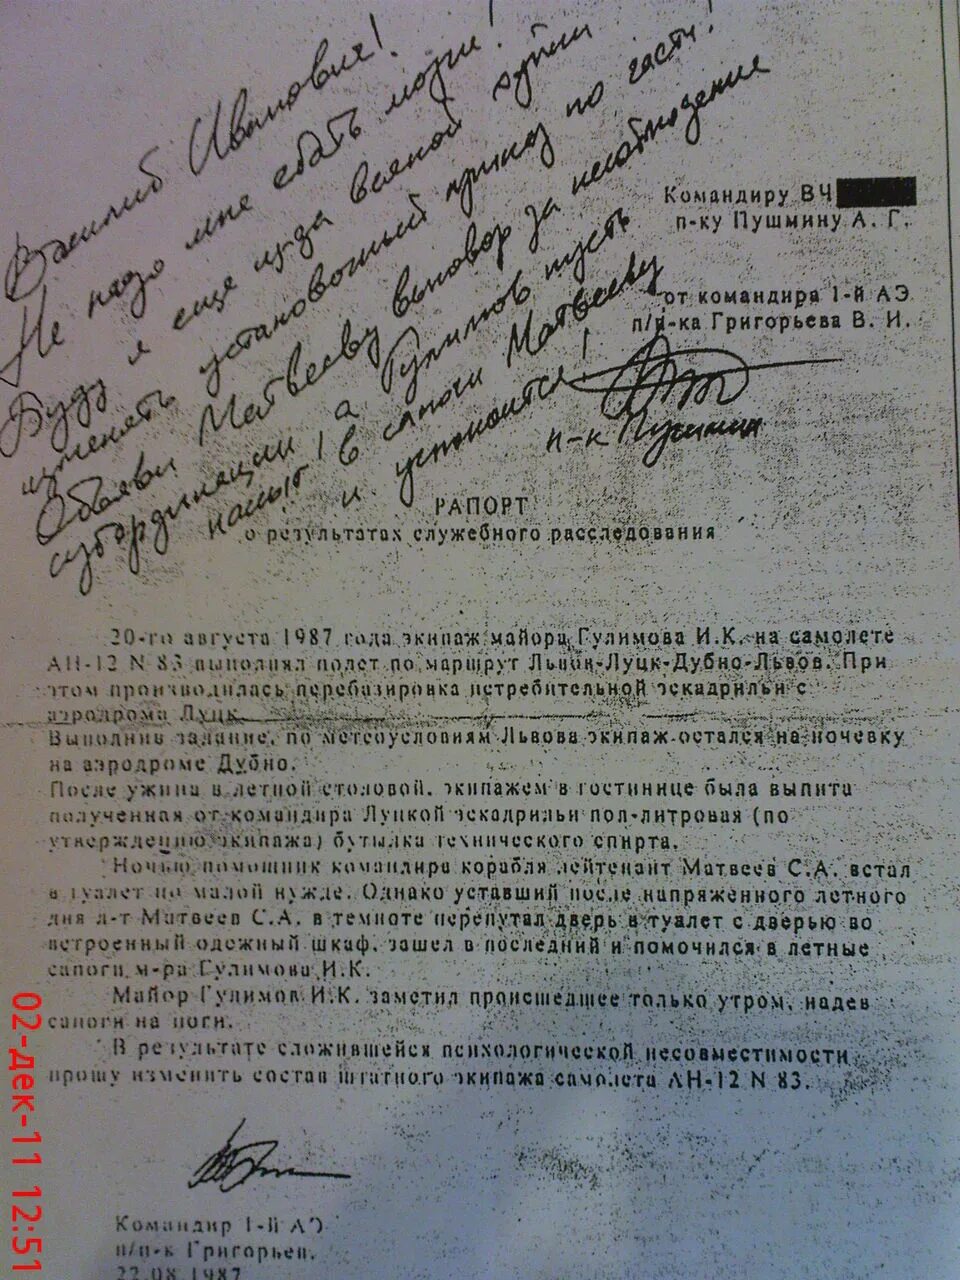 Василий Иванович!
Не надо мне ебать мозги!
Буду я еще из-за всякой хуйни
изменять установочный приказ по части!
Объяви Матвееву выговор за несоблюдение
субординации, а Гулимов пусть
нассыт в сапоги Матвееву
и успокоится!
п-к Пушмин
Командиру ВЧ
п-ку Пушмину А. Г.
от командира 1-й АЭ
п/п-ка Григорьева В. И.
РАПОРТ
о результатах служебного расследования
20-го августа 1987 года экипаж майора Гулимова И.К. на самолете
АН-12 N 83 выполнял полет по маршрут Львов-Луцк-Дубно-Львов. При
этом производилась перебазировка истребительной эскадрильи с
аэродрома Луцк.
Выполнив задание, по метеоусловиям Львова экипаж остался на ночевку
на аэродроме Дубно.
После ужина в летной столовой, экипажем в гостинице была выпита
полученная от командира Луцкой эскадрильи пол-литровая (по
утверждению экипажа) бутылка технического спирта.
Ночью помощник командира корабля лейтенант Матвеев С.А. встал
в туалет по малой нужде. Однако уставший после напряженного летного
дня л-т Матвеев С.А. в темноте перепутал дверь в туалет с дверью во
встроенный одежный шкаф, зашел в последний и помочился в летные
сапоги м-ра Гулимова И.К.
Майор Гулимов И.К. заметил происшедшее только утром, надев
сапоги на ноги.
В результате сложившейся психологической несовместимости
прошу изменить состав штатного экипажа самолета АН-12 N 83.
Командир 1-й АЭ
п/п-к Григорьев.
22.08.1987
02-дек-11 12:51